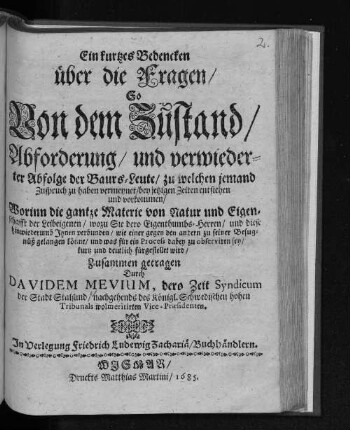 2.
Ein kurtzes Bedencken
über die Fragen/
So
Von dem Zustand/
Abforderung/ und verwieder-
ter Abfolge der Baurs-Leute/ zu welchen jemand
Zuspruch zu haben vermeynet/ bey jetzigen Zeiten entstehen
und vorkommen/
Worinn die gantze Materie von Natur und Eigen-
schafft der Leibeigenen/ wozu Sie dero Eigenthumbs-Herren/ und diese
hinwiederumb Ihnen verbunden/ wie einer gegen den andern zu seiner Befug-
nüß gelangen könne/ und was für ein Process dabey zu observiren sey/
kurtz und deutlich fürgestellet wird/
Zusammen getragen
Durch
DAVIDEM MEVIUM, dero Zeit Syndicum
der Stadt Stralsund/ nachgehends des Königl. Schwedischen hohen
Tribunals wolmeritirten Vice-Præsidenten.
In Verlegung Friedrich Ludewig Zachariä/ Buchhändlern.
WISMAR/
Druckts Matthias Martini/ 1685.